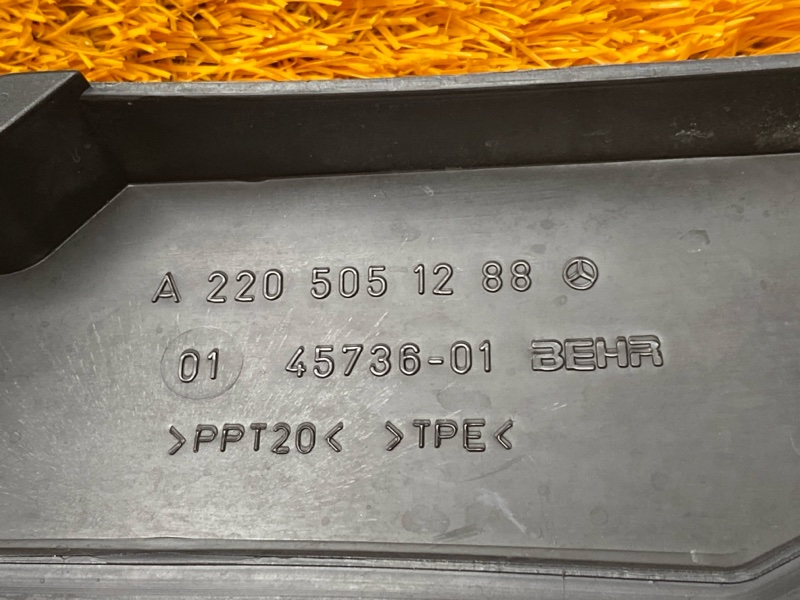 A 220 505 12 88
01 45736-01 BEHR
>PPT20< >TPE<